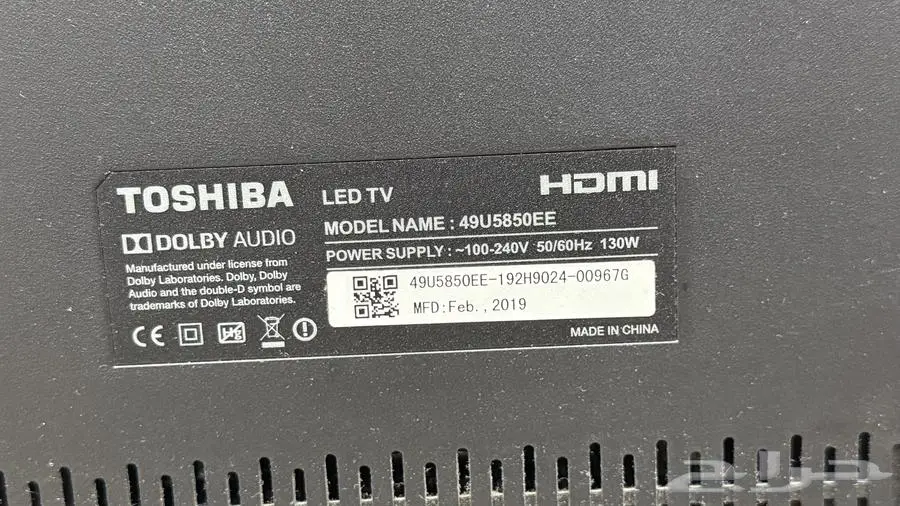 TOSHIBA
LED TV
HDMI
MODEL NAME : 49U5850EE
DOLBY AUDIO
POWER SUPPLY : ~100-240V 50/60Hz 130W
Manufactured under license from
Dolby Laboratories. Dolby, Dolby
Audio and the double-D symbol are
trademarks of Dolby Laboratories.
49U5850EE-192H9024-00967G
MFD:Feb.,2019
CE
Hg
MADE IN CHINA
حراج